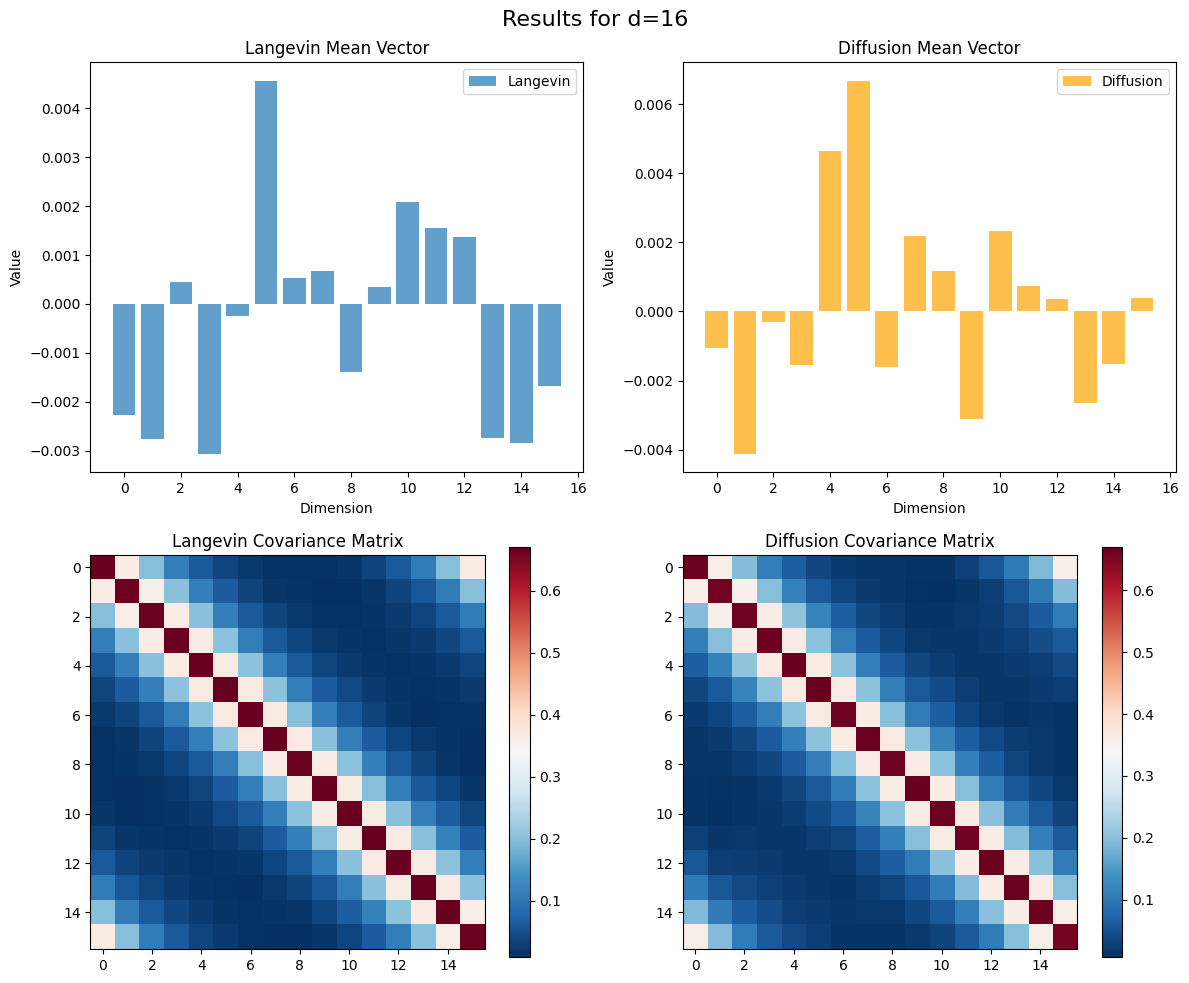 Results for d=16
Langevin Mean Vector
Langevin
0.004
0.003
0.002
0.001
0.000
−0.001
−0.002
−0.003
Value
0 2 4 6 8 10 12 14 16
Dimension
Diffusion Mean Vector
Diffusion
0.006
0.004
0.002
0.000
−0.002
−0.004
Value
0 2 4 6 8 10 12 14 16
Dimension
Langevin Covariance Matrix
0
2
4
6
8
10
12
14
0 2 4 6 8 10 12 14
0.6
0.5
0.4
0.3
0.2
0.1
Diffusion Covariance Matrix
0
2
4
6
8
10
12
14
0 2 4 6 8 10 12 14
0.6
0.5
0.4
0.3
0.2
0.1